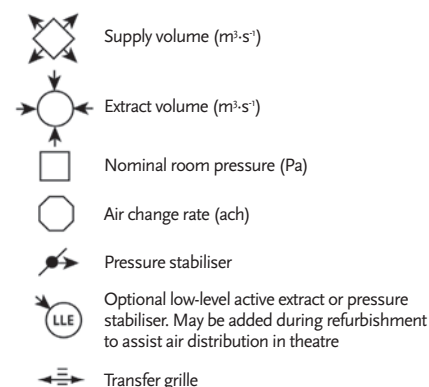 Supply volume (m³·s⁻¹)
Extract volume (m³·s⁻¹)
Nominal room pressure (Pa)
Air change rate (ach)
Pressure stabiliser
LLE
Optional low-level active extract or pressure
stabiliser. May be added during refurbishment
to assist air distribution in theatre
Transfer grille